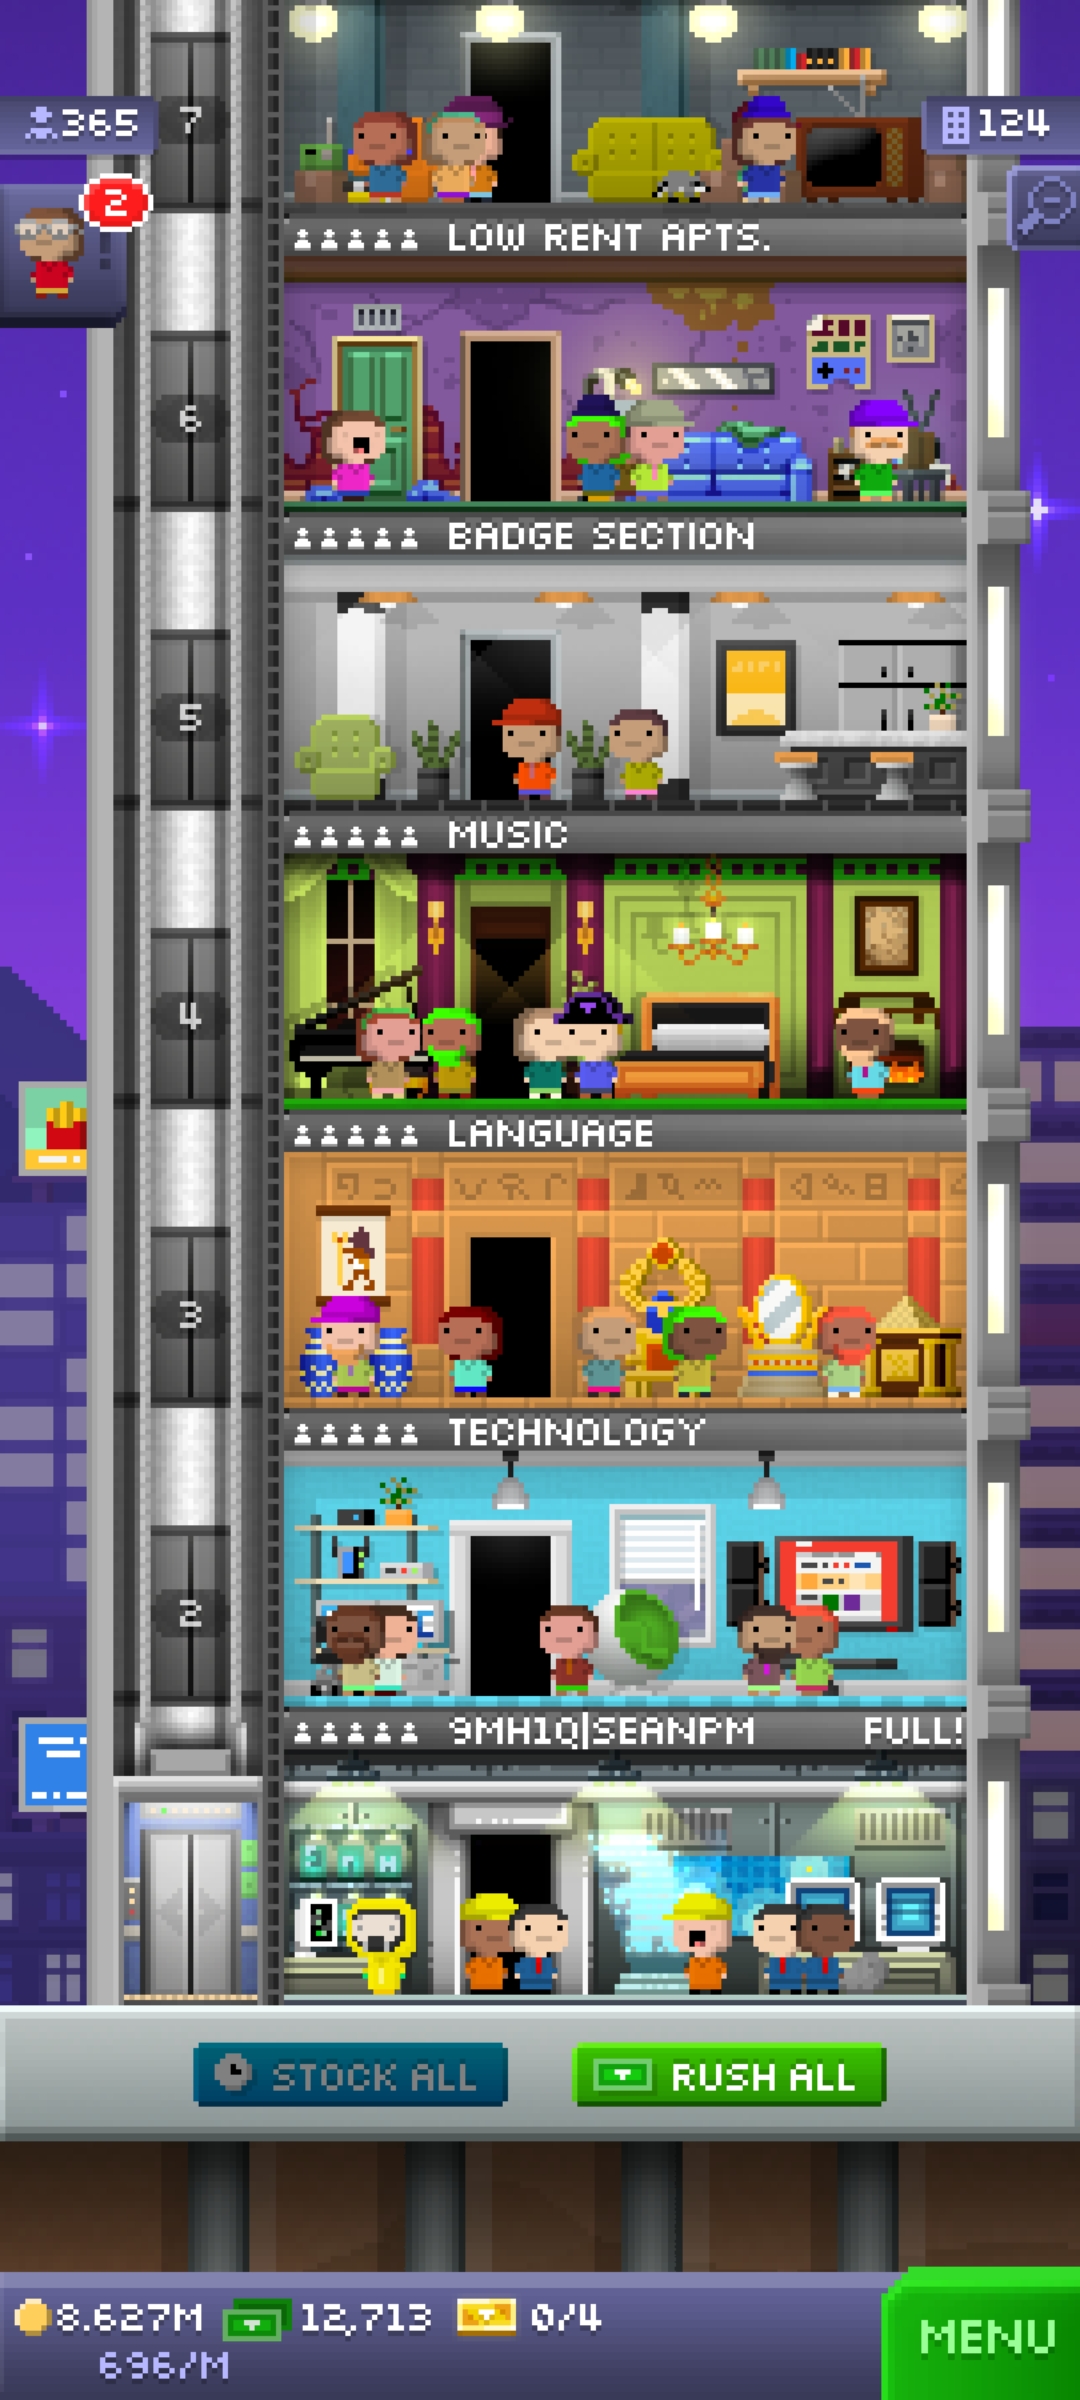 7
365
124
2
LOW RENT APTS.
6
BADGE SECTION
5
MUSIC
4
LANGUAGE
3
TECHNOLOGY
2
9MH1Q|SEANPM FULL!
STOCK ALL
RUSH ALL
8.627M 12,713 0/4
696/M
MENU